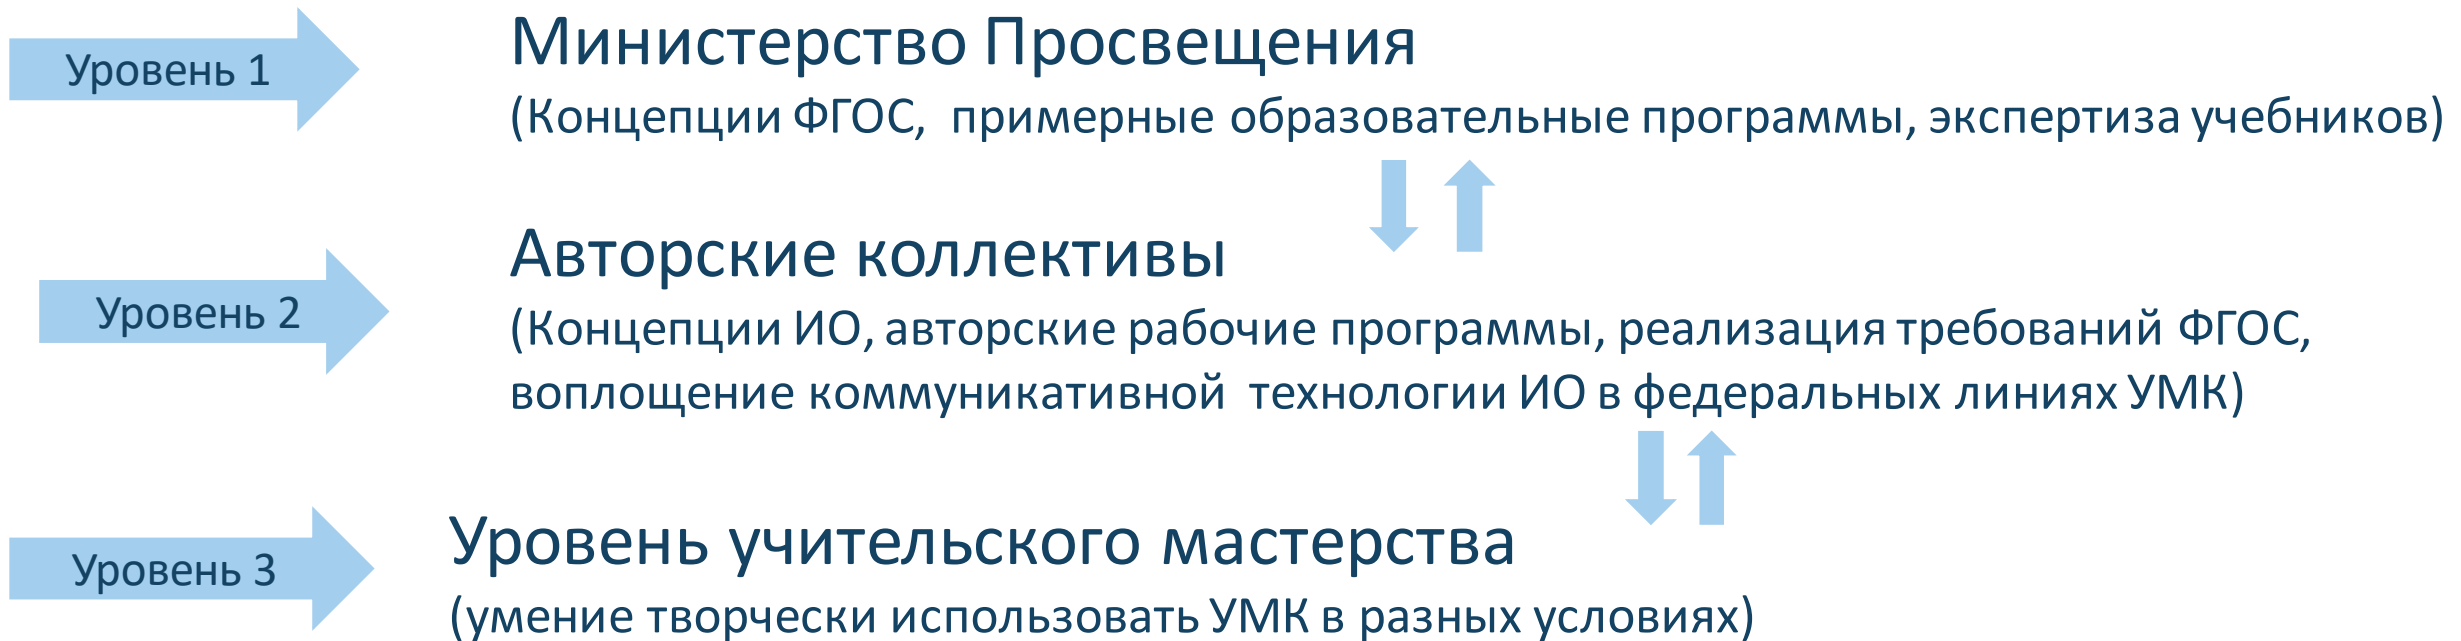 Уровень 1
Министерство Просвещения
(Концепции ФГОС, примерные образовательные программы, экспертиза учебников)
Уровень 2
Авторские коллективы
(Концепции ИО, авторские рабочие программы, реализация требований ФГОС,
воплощение коммуникативной технологии ИО в федеральных линиях УМК)
Уровень 3
Уровень учительского мастерства
(умение творчески использовать УМК в разных условиях)